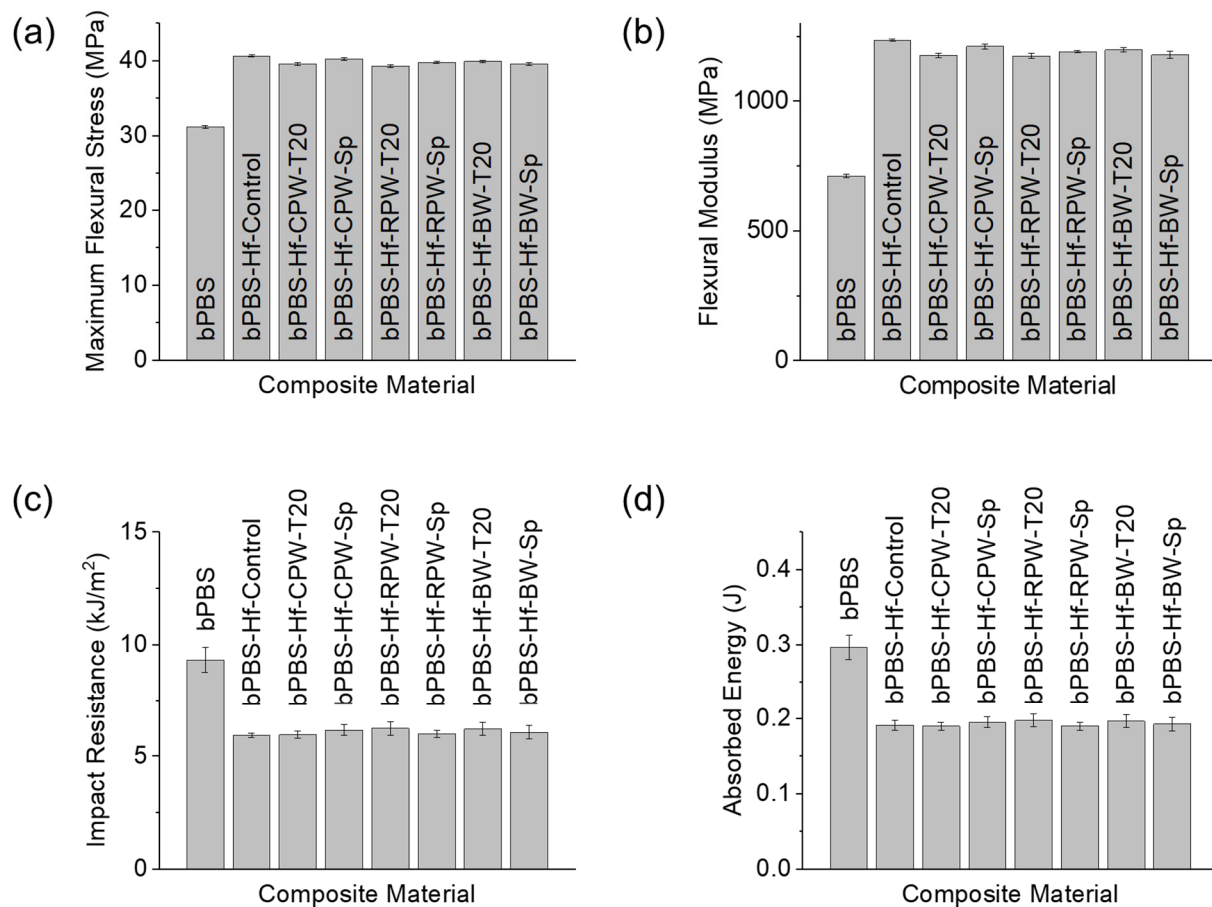 (a)
Maximum Flexural Stress (MPa)
40
30
20
10
0
bPBS
bPBS-Hf-Control
bPBS-Hf-CPW-T20
bPBS-Hf-CPW-Sp
bPBS-Hf-RPW-T20
bPBS-Hf-RPW-Sp
bPBS-Hf-BW-T20
bPBS-Hf-BW-Sp
Composite Material
(b)
Flexural Modulus (MPa)
1000
500
0
bPBS
bPBS-Hf-Control
bPBS-Hf-CPW-T20
bPBS-Hf-CPW-Sp
bPBS-Hf-RPW-T20
bPBS-Hf-RPW-Sp
bPBS-Hf-BW-T20
bPBS-Hf-BW-Sp
Composite Material
(c)
Impact Resistance (kJ/m²)
15
10
5
0
bPBS
bPBS-Hf-Control
bPBS-Hf-CPW-T20
bPBS-Hf-CPW-Sp
bPBS-Hf-RPW-T20
bPBS-Hf-RPW-Sp
bPBS-Hf-BW-T20
bPBS-Hf-BW-Sp
Composite Material
(d)
Absorbed Energy (J)
0.4
0.3
0.2
0.1
0.0
bPBS
bPBS-Hf-Control
bPBS-Hf-CPW-T20
bPBS-Hf-CPW-Sp
bPBS-Hf-RPW-T20
bPBS-Hf-RPW-Sp
bPBS-Hf-BW-T20
bPBS-Hf-BW-Sp
Composite Material